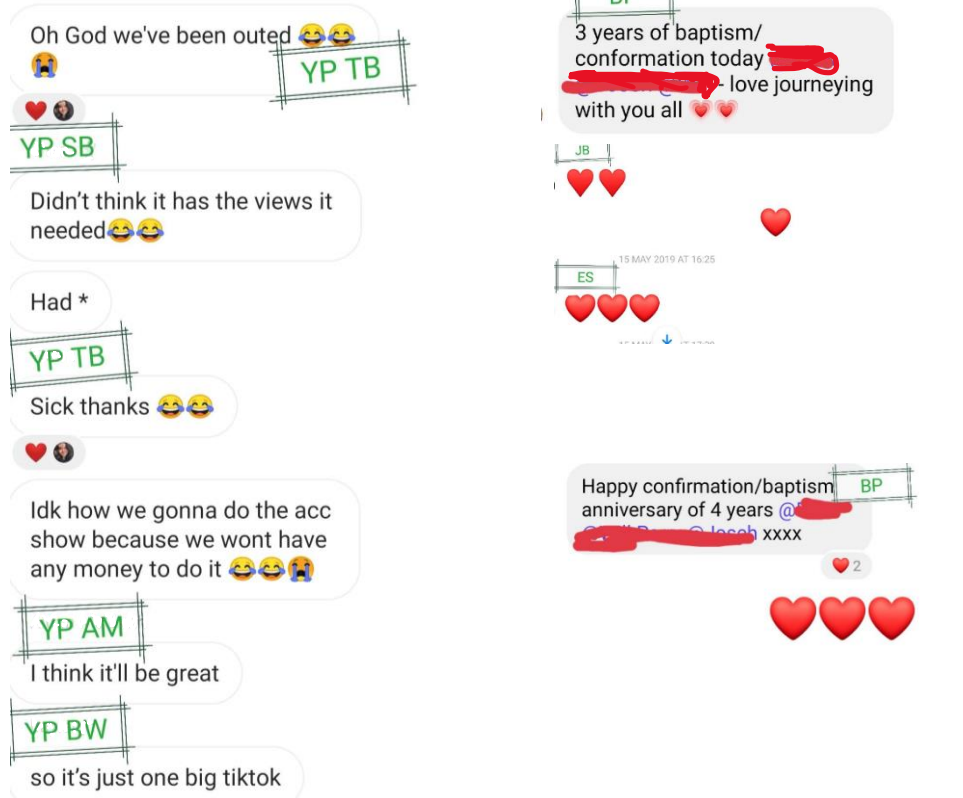 Oh God we've been outed 😂😂
😭
YP TB
YP SB
Didn't think it has the views it
needed😂😂
Had *
YP TB
Sick thanks 😂😂
Idk how we gonna do the acc
show because we wont have
any money to do it 😂😂😭
YP AM
I think it'll be great
YP BW
so it's just one big tiktok
3 years of baptism/
conformation today
- love journeying
with you all 💗💗
JB
❤️❤️
❤️
15 MAY 2019 AT 16:25
ES
❤️❤️❤️
Happy confirmation/baptism
BP
anniversary of 4 years @
xxxx
❤️ 2
❤️❤️❤️